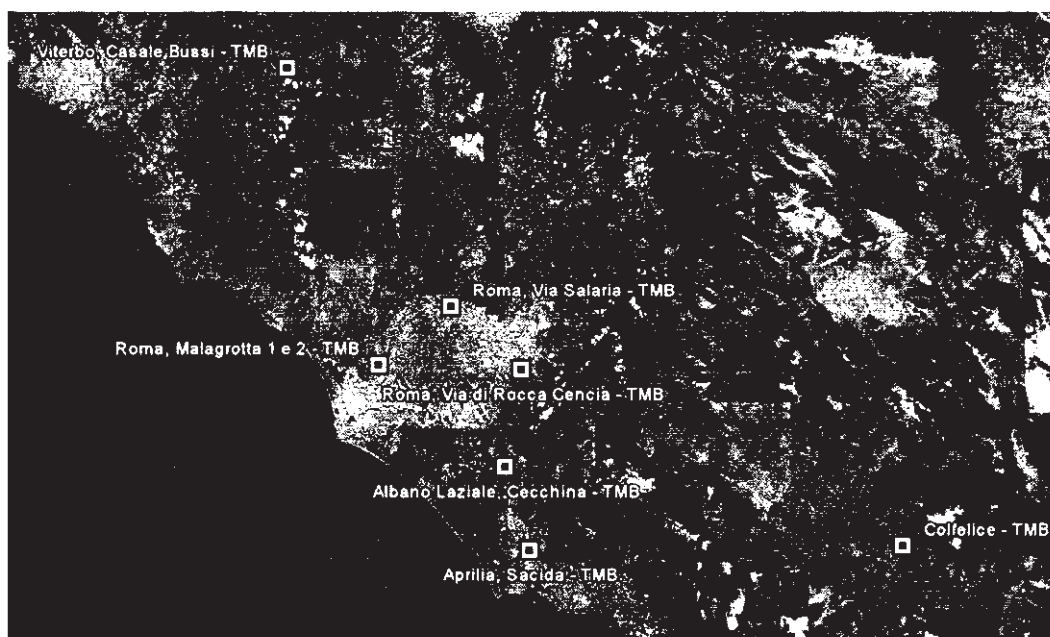 Viterbo, Casale Bussi - TMB
Roma, Via Salaria - TMB
Roma, Malagrotta 1 e 2 - TMB
Roma, Via di Rocca Cencia - TMB
Albano Laziale, Cecchina - TMB
Colfelice - TMB
Aprilia, Sacida - TMB